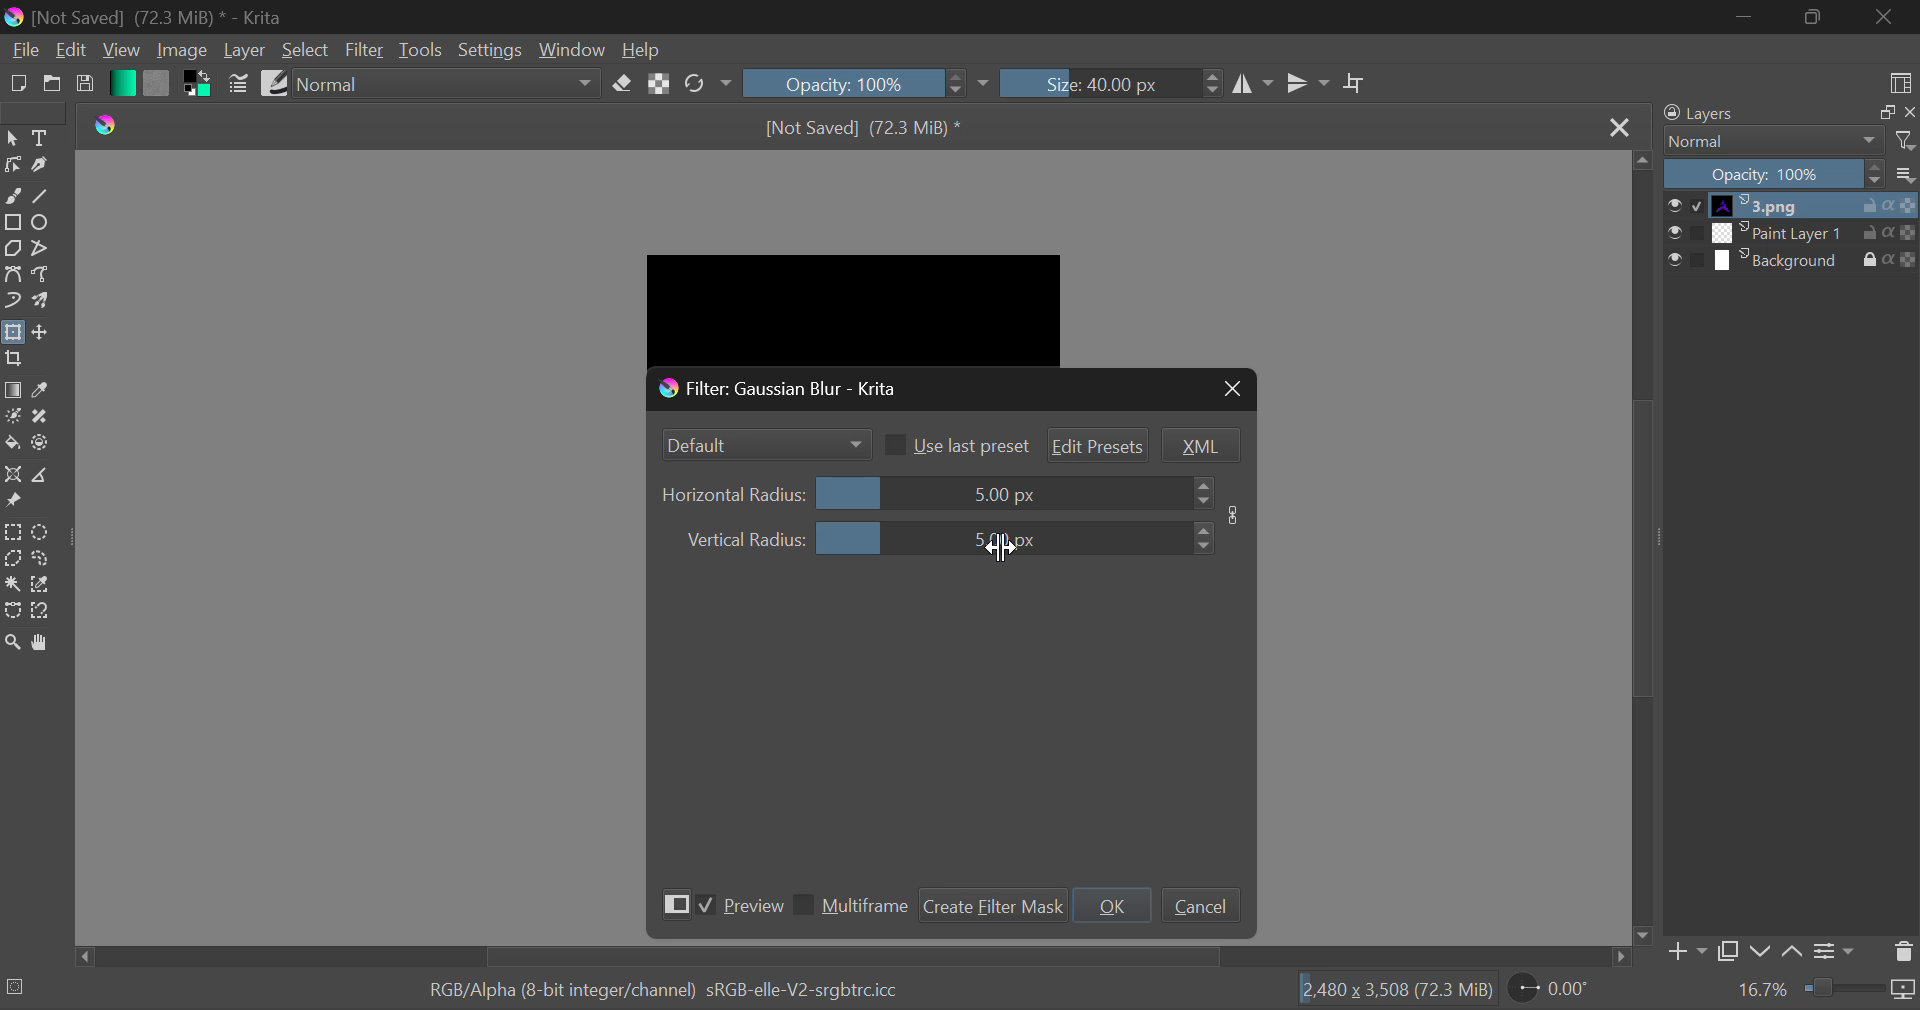 [Not Saved] (72.3 MiB) * - Krita
File Edit View Image Layer Select Filter Tools Settings Window Help
Normal Opacity: 100% Size: 40.00 px
[Not Saved] (72.3 MiB) *
Layers
Normal
Opacity: 100%
3.png
Paint Layer 1
Background
Filter: Gaussian Blur - Krita
Default Use last preset Edit Presets XML
Horizontal Radius: 5.00 px
Vertical Radius: 5.00 px
Preview Multiframe Create Filter Mask OK Cancel
RGB/Alpha (8-bit integer/channel) sRGB-elle-V2-srgbtrc.icc 2,480 x 3,508 (72.3 MiB) 0.00° 16.7%